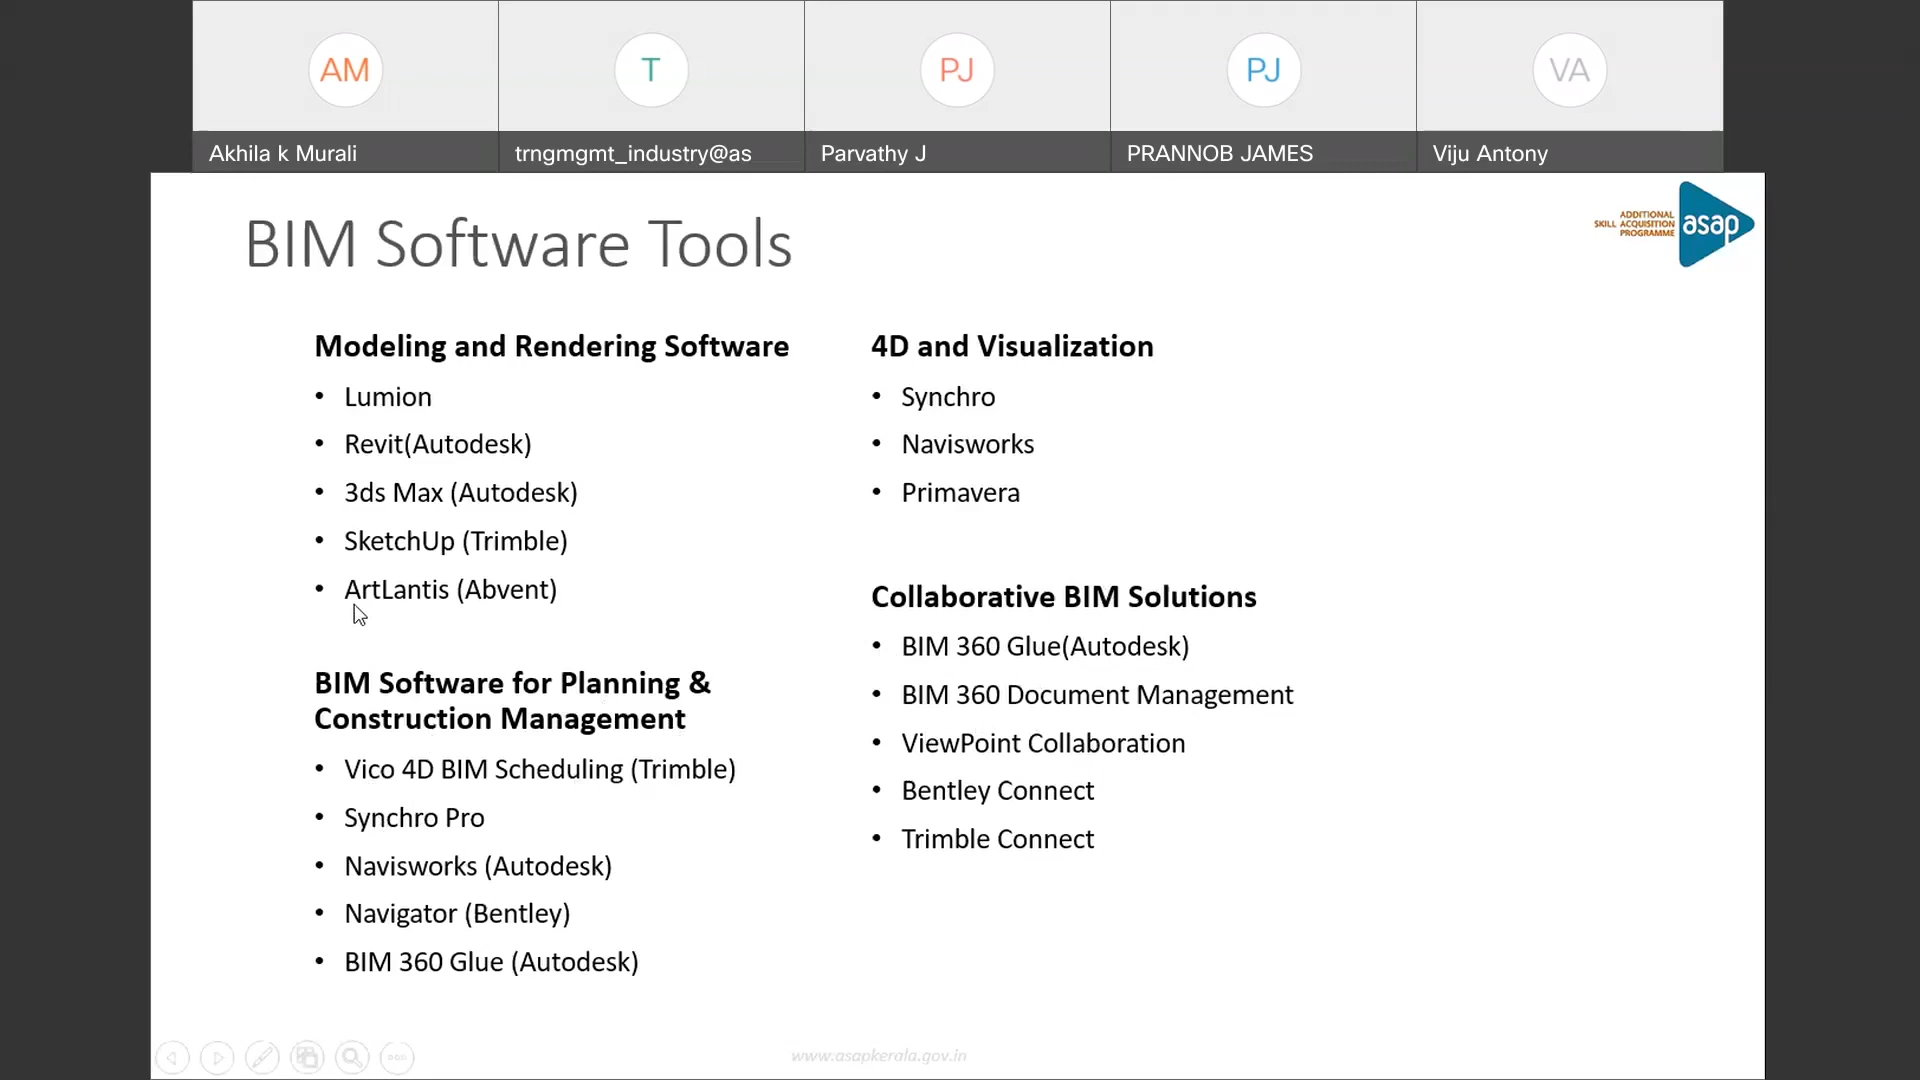 AM
T
PJ
PJ
VA
Akhila k Murali
trngmgmt_industry@as
Parvathy J
PRANNOB JAMES
Viju Antony
BIM Software Tools
ADDITIONAL
SKILL ACQUISITION
PROGRAMME
asap
Modeling and Rendering Software
• Lumion
• Revit(Autodesk)
• 3ds Max (Autodesk)
• SketchUp (Trimble)
• ArtLantis (Abvent)
BIM Software for Planning &
Construction Management
• Vico 4D BIM Scheduling (Trimble)
• Synchro Pro
• Navisworks (Autodesk)
• Navigator (Bentley)
• BIM 360 Glue (Autodesk)
4D and Visualization
• Synchro
• Navisworks
• Primavera
Collaborative BIM Solutions
• BIM 360 Glue(Autodesk)
• BIM 360 Document Management
• ViewPoint Collaboration
• Bentley Connect
• Trimble Connect
www.asapkerala.gov.in